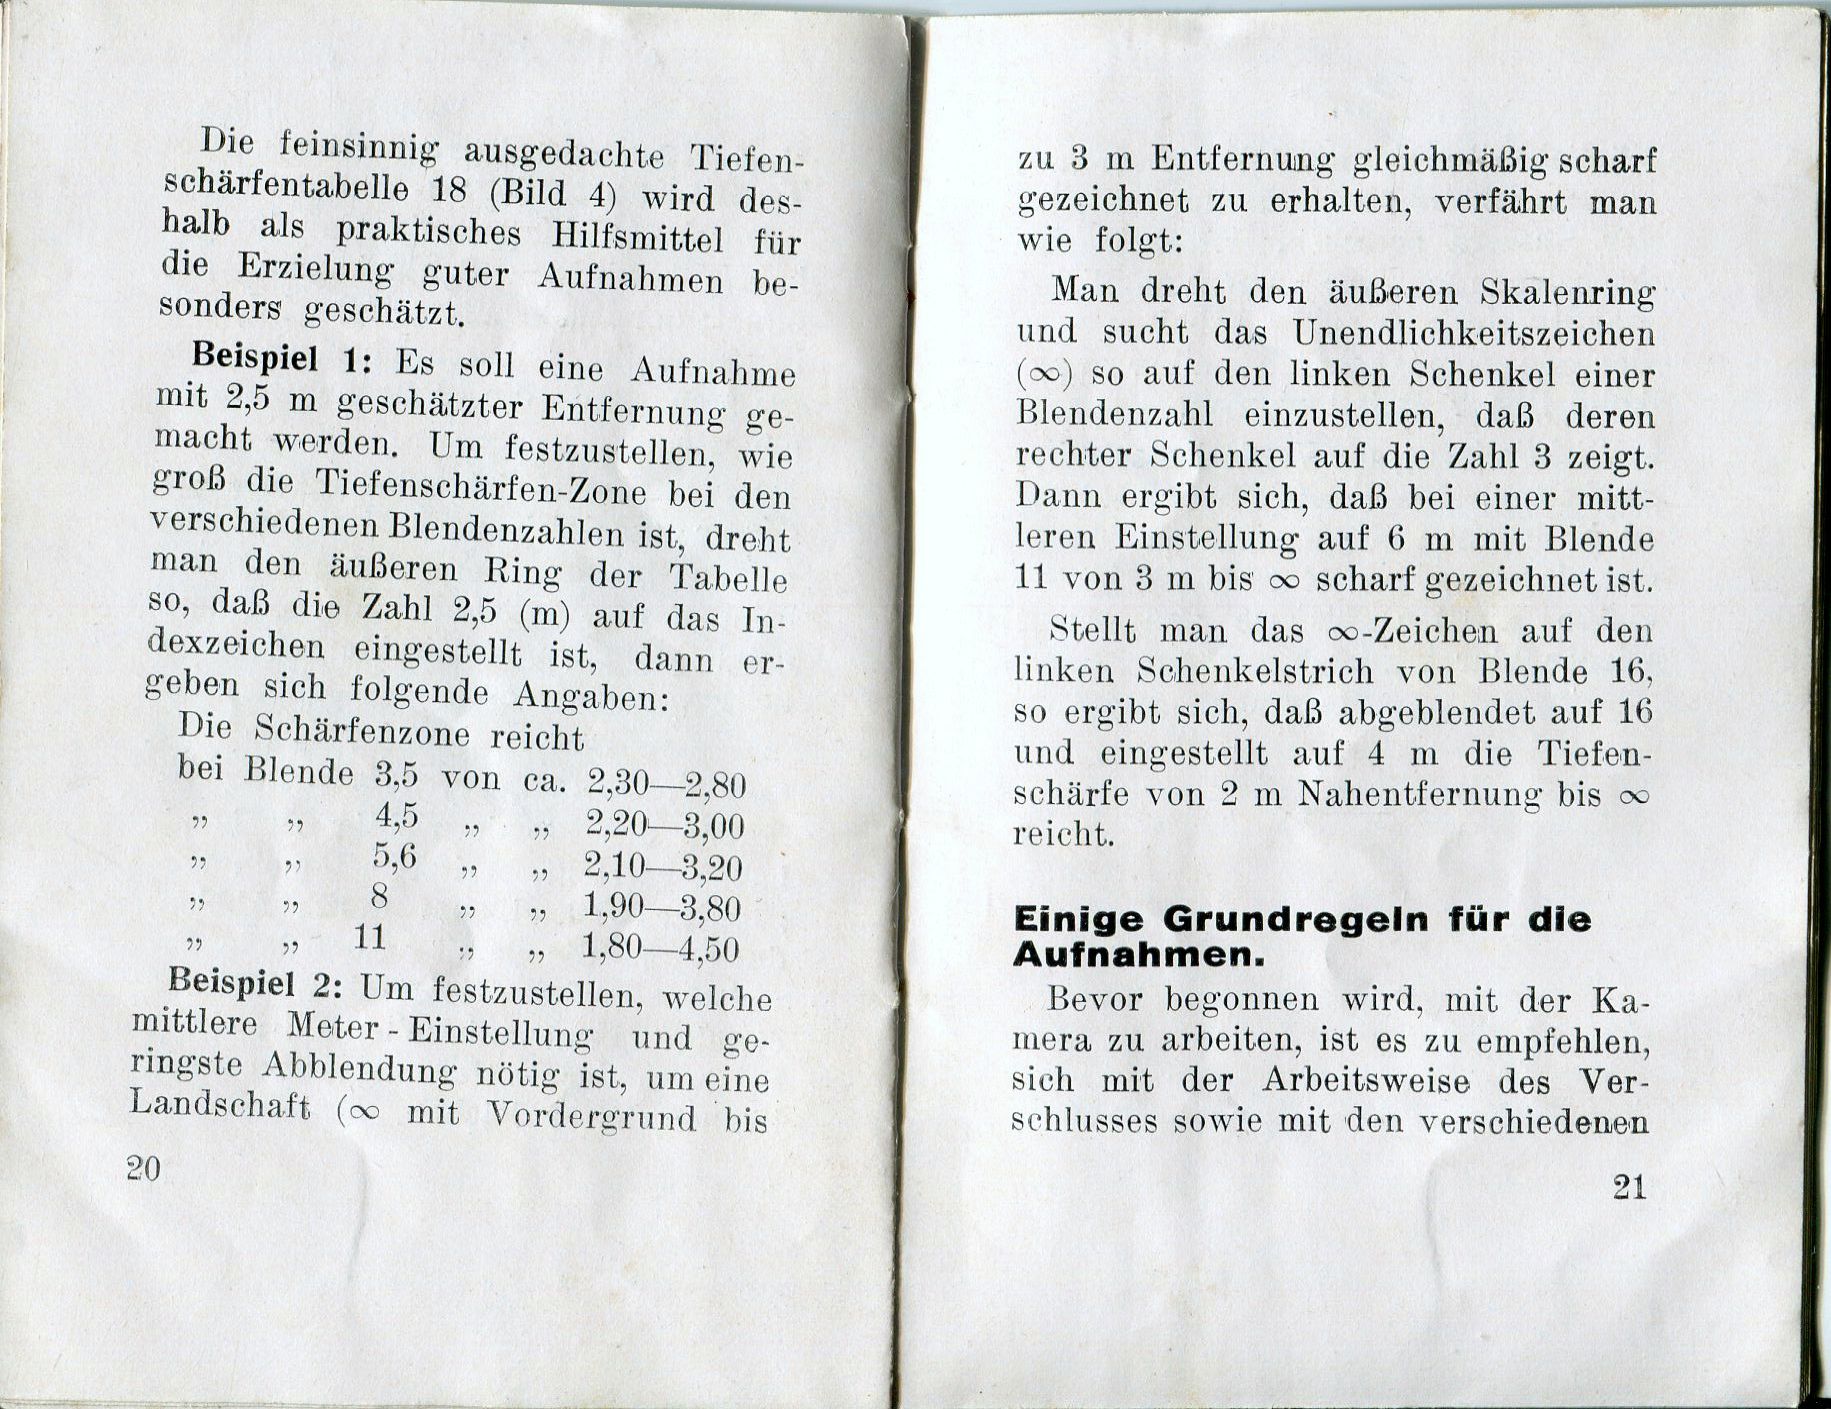 Die feinsinnig ausgedachte Tiefen-
schärfentabelle 18 (Bild 4) wird des-
halb als praktisches Hilfsmittel für
die Erzielung guter Aufnahmen be-
sonders geschätzt.
Beispiel 1: Es soll eine Aufnahme
mit 2,5 m geschätzter Entfernung ge-
macht werden. Um festzustellen, wie
groß die Tiefenschärfen-Zone bei den
verschiedenen Blendenzahlen ist, dreht
man den äußeren Ring der Tabelle
so, daß die Zahl 2,5 (m) auf das In-
dexzeichen eingestellt ist, dann er-
geben sich folgende Angaben:
Die Schärfenzone reicht
bei Blende 3,5 von ca. 2,30—2,80
„ „ 4,5 „ „ 2,20—3,00
„ „ 5,6 „ „ 2,10—3,20
„ „ 8 „ „ 1,90—3,80
„ „ 11 „ „ 1,80—4,50
Beispiel 2: Um festzustellen, welche
mittlere Meter - Einstellung und ge-
ringste Abblendung nötig ist, um eine
Landschaft (∞ mit Vordergrund bis
20
zu 3 m Entfernung gleichmäßig scharf
gezeichnet zu erhalten, verfährt man
wie folgt:
Man dreht den äußeren Skalenring
und sucht das Unendlichkeitszeichen
(∞) so auf den linken Schenkel einer
Blendenzahl einzustellen, daß deren
rechter Schenkel auf die Zahl 3 zeigt.
Dann ergibt sich, daß bei einer mitt-
leren Einstellung auf 6 m mit Blende
11 von 3 m bis ∞ scharf gezeichnet ist.
Stellt man das ∞-Zeichen auf den
linken Schenkelstrich von Blende 16,
so ergibt sich, daß abgeblendet auf 16
und eingestellt auf 4 m die Tiefen-
schärfe von 2 m Nahentfernung bis ∞
reicht.
Einige Grundregeln für die
Aufnahmen.
Bevor begonnen wird, mit der Ka-
mera zu arbeiten, ist es zu empfehlen,
sich mit der Arbeitsweise des Ver-
schlusses sowie mit den verschiedenen
21